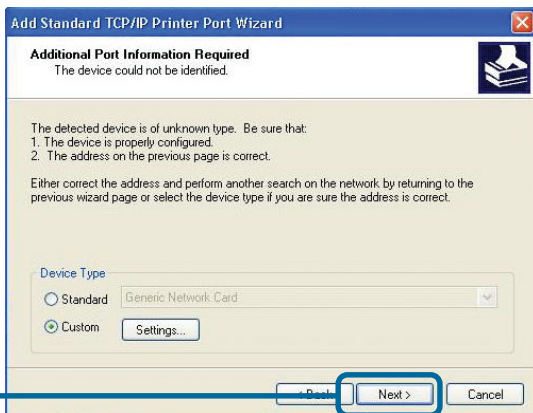 Add Standard TCP/IP Printer Port Wizard
Additional Port Information Required
The device could not be identified.
The detected device is of unknown type. Be sure that:
1. The device is properly configured.
2. The address on the previous page is correct.
Either correct the address and perform another search on the network by returning to the
previous wizard page or select the device type if you are sure the address is correct.
Device Type
Standard
Generic Network Card
Custom
Settings...
< Back
Next >
Cancel